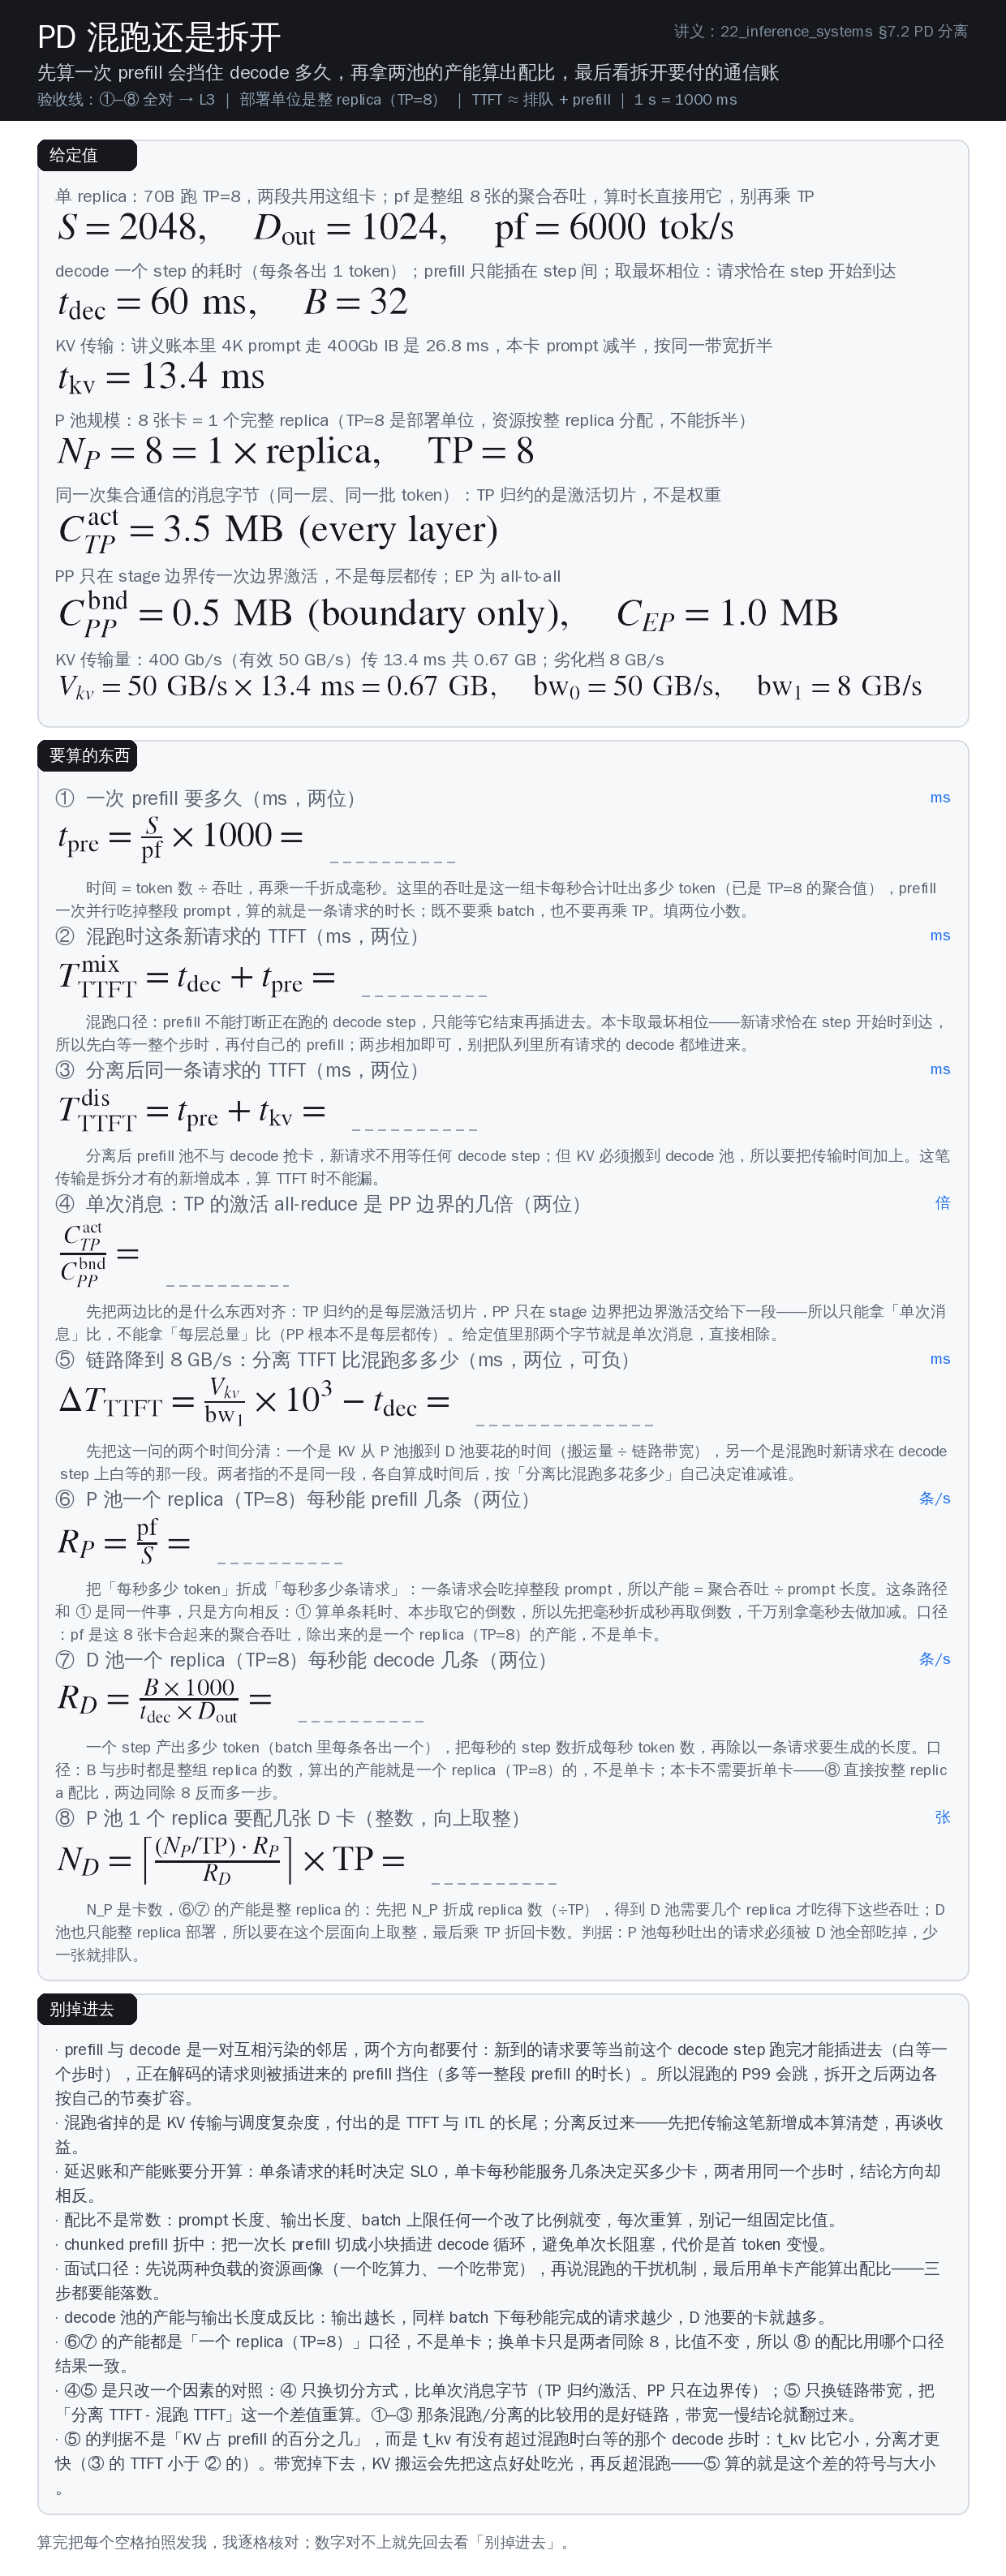 PD 混跑还是拆开
讲义：22_inference_systems §7.2 PD 分离
先算一次 prefill 会挡住 decode 多久，再拿两池的产能算出配比，最后看拆开要付的通信账
验收线：①—⑧ 全对 → L3 ｜ 部署单位是整 replica（TP=8） ｜ TTFT ≈ 排队 + prefill ｜ 1 s = 1000 ms
给定值
单 replica：70B 跑 TP=8，两段共用这组卡；pf 是整组 8 张的聚合吞吐，算时长直接用它，别再乘 TP
S = 2048, D_out = 1024, pf = 6000 tok/s
decode 一个 step 的耗时（每条各出 1 token）；prefill 只能插在 step 间；取最坏相位：请求恰在 step 开始到达
t_dec = 60 ms, B = 32
KV 传输：讲义账本里 4K prompt 走 400Gb IB 是 26.8 ms，本卡 prompt 减半，按同一带宽折半
t_kv = 13.4 ms
P 池规模：8 张卡 = 1 个完整 replica（TP=8 是部署单位，资源按整 replica 分配，不能拆半）
N_P = 8 = 1 × replica, TP = 8
同一次集合通信的消息字节（同一层、同一批 token）：TP 归约的是激活切片，不是权重
C_TP^act = 3.5 MB (every layer)
PP 只在 stage 边界传一次边界激活，不是每层都传；EP 为 all-to-all
C_PP^bnd = 0.5 MB (boundary only), C_EP = 1.0 MB
KV 传输量：400 Gb/s（有效 50 GB/s）传 13.4 ms 共 0.67 GB；劣化档 8 GB/s
V_kv = 50 GB/s × 13.4 ms = 0.67 GB, bw_0 = 50 GB/s, bw_1 = 8 GB/s
要算的东西
① 一次 prefill 要多久（ms，两位） ms
t_pre = S/pf × 1000 =
时间 = token 数 ÷ 吞吐，再乘一千折成毫秒。这里的吞吐是这一组卡每秒合计吐出多少 token（已是 TP=8 的聚合值），prefill
一次并行吃掉整段 prompt，算的就是一条请求的时长；既不要乘 batch，也不要再乘 TP。填两位小数。
② 混跑时这条新请求的 TTFT（ms，两位） ms
T_TTFT^mix = t_dec + t_pre =
混跑口径：prefill 不能打断正在跑的 decode step，只能等它结束再插进去。本卡取最坏相位——新请求恰在 step 开始时到达，
所以先白等一整个步时，再付自己的 prefill；两步相加即可，别把队列里所有请求的 decode 都堆进来。
③ 分离后同一条请求的 TTFT（ms，两位） ms
T_TTFT^dis = t_pre + t_kv =
分离后 prefill 池不与 decode 抢卡，新请求不用等任何 decode step；但 KV 必须搬到 decode 池，所以要把传输时间加上。这笔
传输是拆分才有的新增成本，算 TTFT 时不能漏。
④ 单次消息：TP 的激活 all-reduce 是 PP 边界的几倍（两位） 倍
C_TP^act / C_PP^bnd =
先把两边比的是什么东西对齐：TP 归约的是每层激活切片，PP 只在 stage 边界把边界激活交给下一段——所以只能拿「单次消
息」比，不能拿「每层总量」比（PP 根本不是每层都传）。给定值里那两个字节就是单次消息，直接相除。
⑤ 链路降到 8 GB/s：分离 TTFT 比混跑多多少（ms，两位，可负） ms
ΔT_TTFT = V_kv/bw_1 × 10^3 − t_dec =
先把这一问的两个时间分清：一个是 KV 从 P 池搬到 D 池要花的时间（搬运量 ÷ 链路带宽），另一个是混跑时新请求在 decode
step 上白等的那一段。两者指的不是同一段，各自算成时间后，按「分离比混跑多花多少」自己决定谁减谁。
⑥ P 池一个 replica（TP=8）每秒能 prefill 几条（两位） 条/s
R_P = pf/S =
把「每秒多少 token」折成「每秒多少条请求」：一条请求会吃掉整段 prompt，所以产能 = 聚合吞吐 ÷ prompt 长度。这条路径
和 ① 是同一件事，只是方向相反：① 算单条耗时、本步取它的倒数，所以先把毫秒折成秒再取倒数，千万别拿毫秒去做加减。口径
：pf 是这 8 张卡合起来的聚合吞吐，除出来的是一个 replica（TP=8）的产能，不是单卡。
⑦ D 池一个 replica（TP=8）每秒能 decode 几条（两位） 条/s
R_D = (B × 1000)/(t_dec × D_out) =
一个 step 产出多少 token（batch 里每条各出一个），把每秒的 step 数折成每秒 token 数，再除以一条请求要生成的长度。口
径：B 与步时都是整组 replica 的数，算出的产能就是一个 replica（TP=8）的，不是单卡；本卡不需要折单卡——⑧ 直接按整 replic
a 配比，两边同除 8 反而多一步。
⑧ P 池 1 个 replica 要配几张 D 卡（整数，向上取整） 张
N_D = ⌈((N_P/TP) · R_P)/R_D⌉ × TP =
N_P 是卡数，⑥⑦ 的产能是整 replica 的：先把 N_P 折成 replica 数（÷TP），得到 D 池需要几个 replica 才吃得下这些吞吐；D
池也只能整 replica 部署，所以要在这个层面向上取整，最后乘 TP 折回卡数。判据：P 池每秒吐出的请求必须被 D 池全部吃掉，少
一张就排队。
别掉进去
· prefill 与 decode 是一对互相污染的邻居，两个方向都要付：新到的请求要等当前这个 decode step 跑完才能插进去（白等一
个步时），正在解码的请求则被插进来的 prefill 挡住（多等一整段 prefill 的时长）。所以混跑的 P99 会跳，拆开之后两边各
按自己的节奏扩容。
· 混跑省掉的是 KV 传输与调度复杂度，付出的是 TTFT 与 ITL 的长尾；分离反过来——先把传输这笔新增成本算清楚，再谈收
益。
· 延迟账和产能账要分开算：单条请求的耗时决定 SLO，单卡每秒能服务几条决定买多少卡，两者用同一个步时，结论方向却
相反。
· 配比不是常数：prompt 长度、输出长度、batch 上限任何一个改了比例就变，每次重算，别记一组固定比值。
· chunked prefill 折中：把一次长 prefill 切成小块插进 decode 循环，避免单次长阻塞，代价是首 token 变慢。
· 面试口径：先说两种负载的资源画像（一个吃算力、一个吃带宽），再说混跑的干扰机制，最后用单卡产能算出配比——三
步都要能落数。
· decode 池的产能与输出长度成反比：输出越长，同样 batch 下每秒能完成的请求越少，D 池要的卡就越多。
· ⑥⑦ 的产能都是「一个 replica（TP=8）」口径，不是单卡；换单卡只是两者同除 8，比值不变，所以 ⑧ 的配比用哪个口径
结果一致。
· ④⑤ 是只改一个因素的对照：④ 只换切分方式，比单次消息字节（TP 归约激活、PP 只在边界传）；⑤ 只换链路带宽，把
「分离 TTFT - 混跑 TTFT」这一个差值重算。①—③ 那条混跑/分离的比较用的是好链路，带宽一慢结论就翻过来。
· ⑤ 的判据不是「KV 占 prefill 的百分之几」，而是 t_kv 有没有超过混跑时白等的那个 decode 步时：t_kv 比它小，分离才更
快（③ 的 TTFT 小于 ② 的）。带宽掉下去，KV 搬运会先把这点好处吃光，再反超混跑——⑤ 算的就是这个差的符号与大小
。
算完把每个空格拍照发我，我逐格核对；数字对不上就先回去看「别掉进去」。